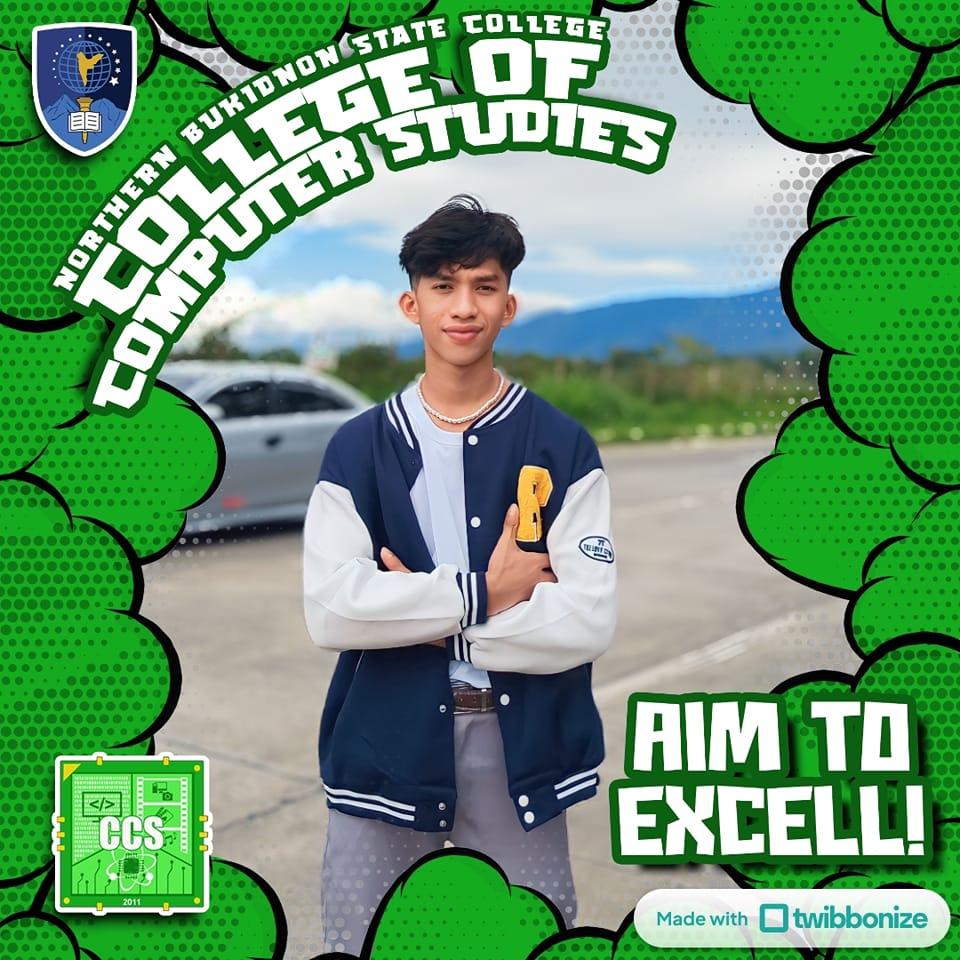 NORTHERN BUKIDNON STATE COLLEGE
COLLEGE OF
COMPUTER STUDIES
AIM TO
EXCELL!
</>
CCS
2011
Made with twibbonize